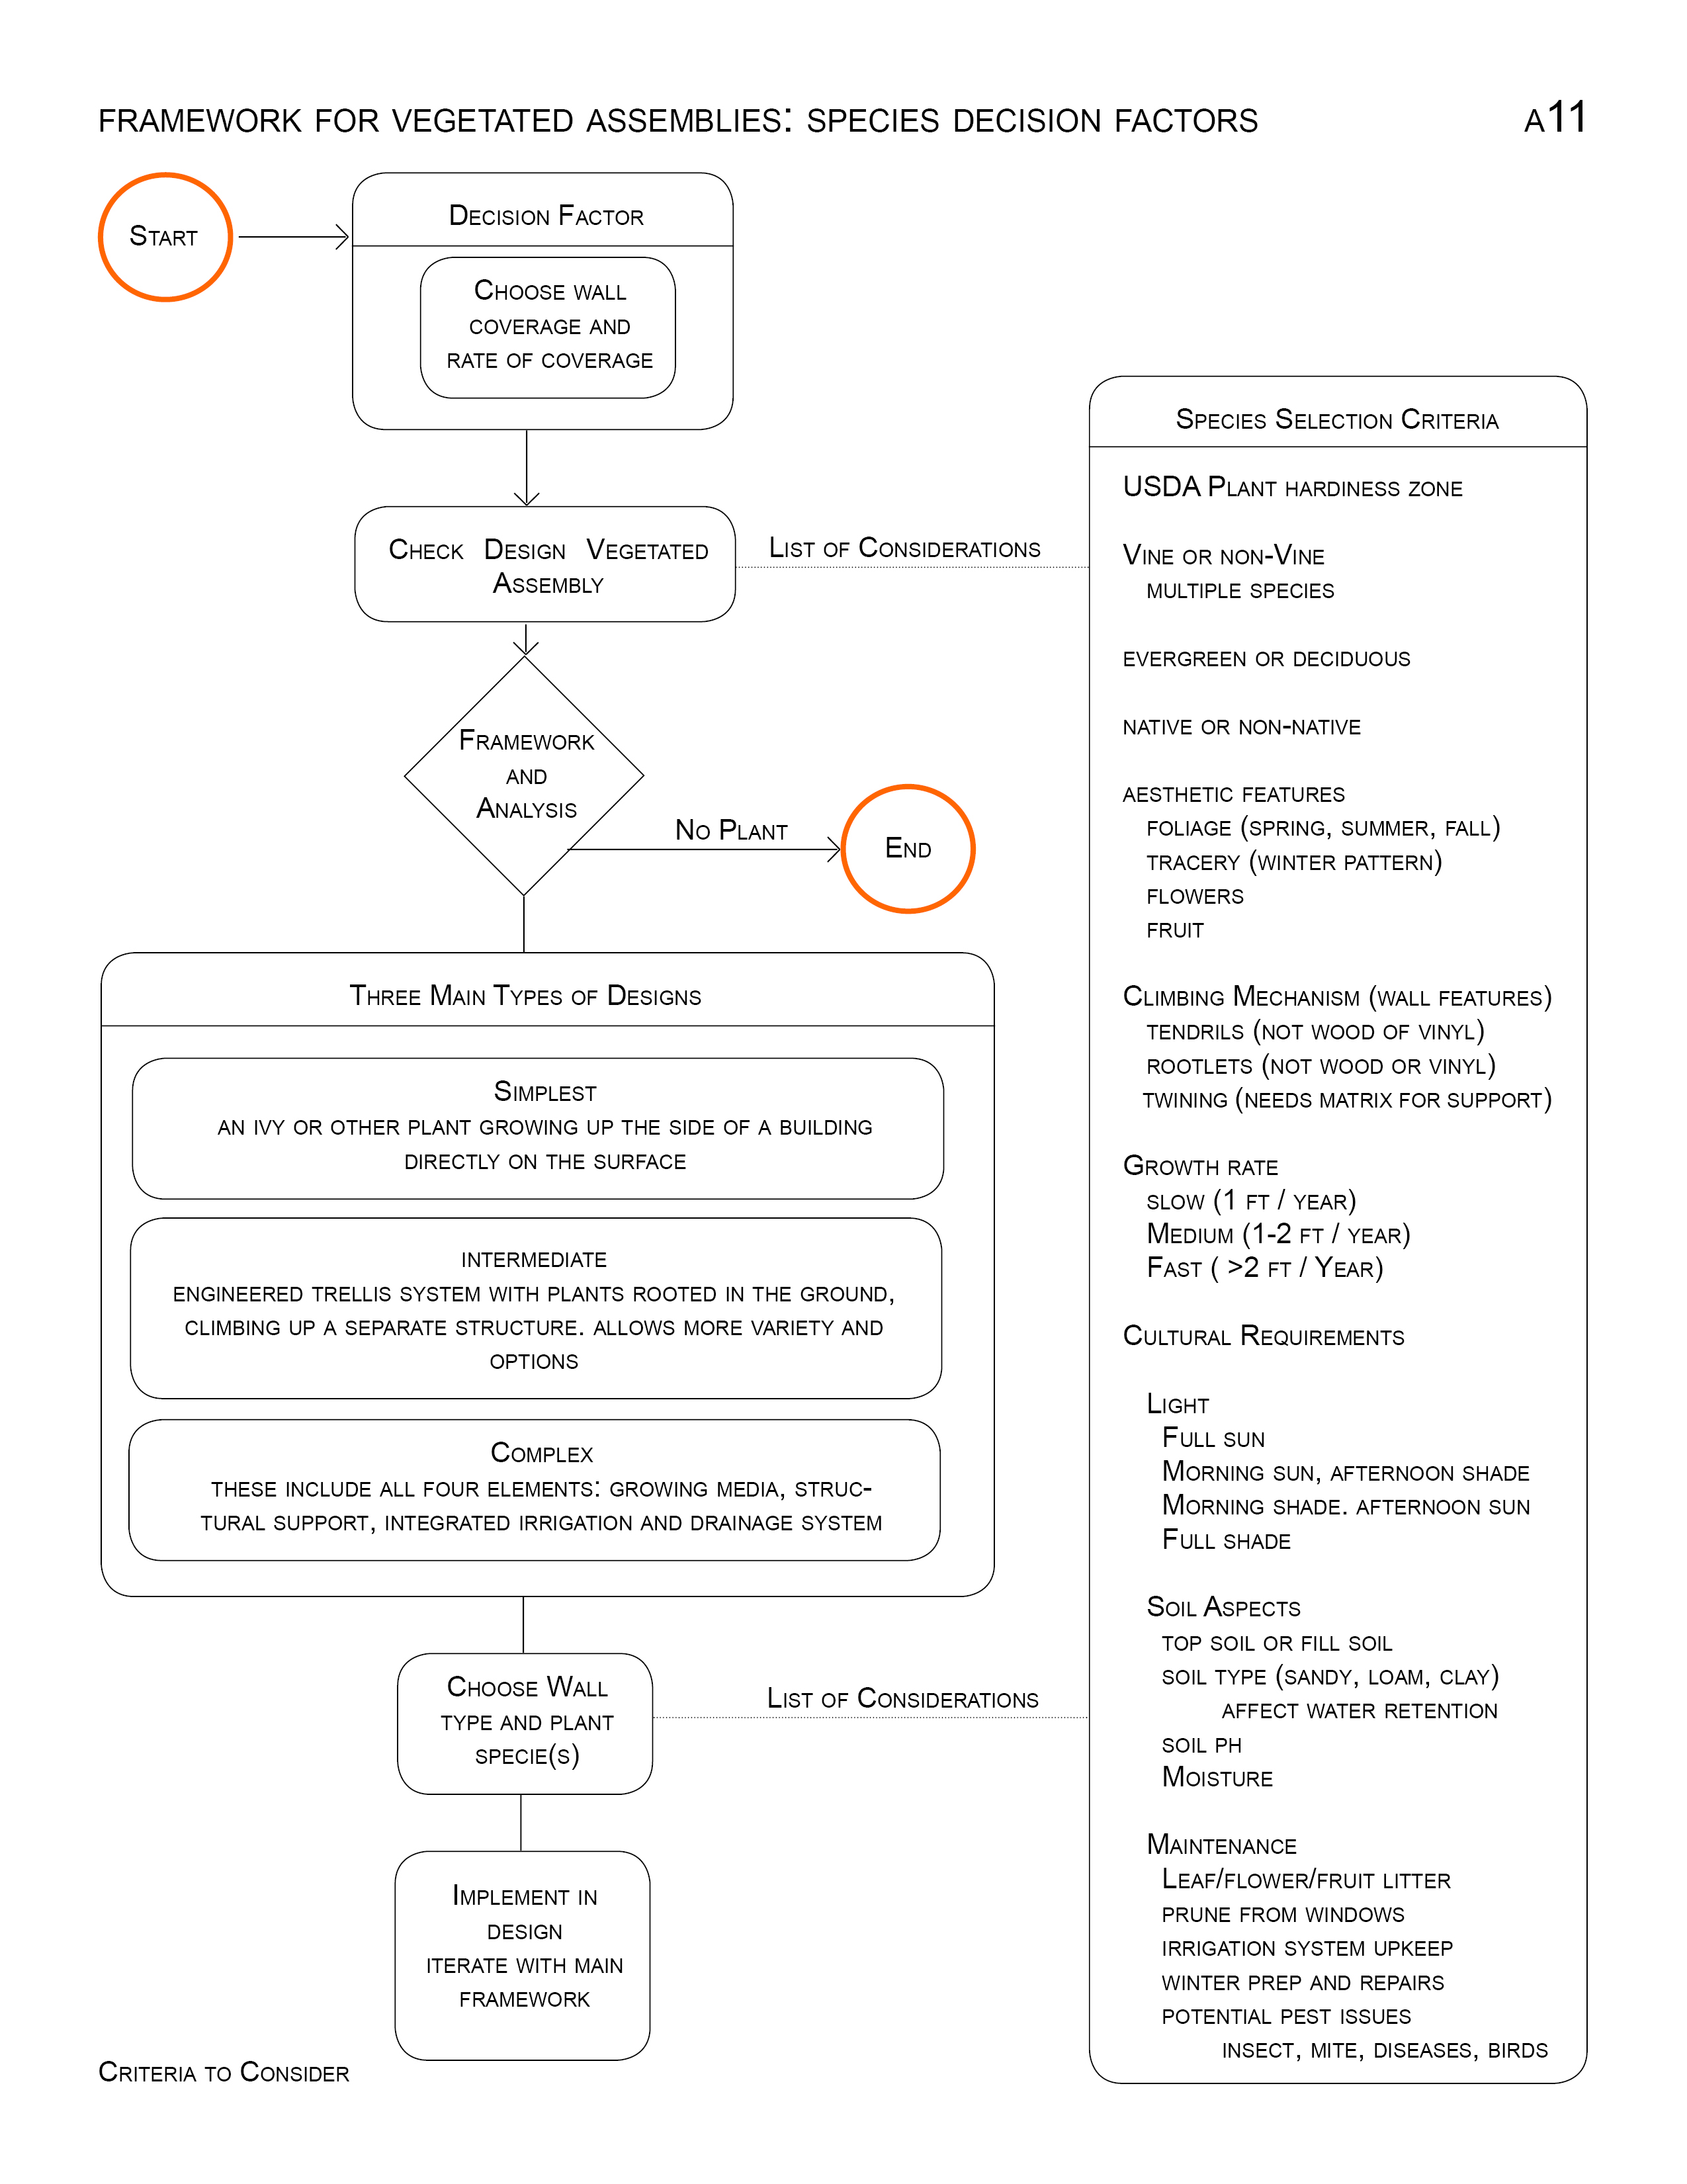 FRAMEWORK FOR VEGETATED ASSEMBLIES: SPECIES DECISION FACTORS
A11
START
DECISION FACTOR
CHOOSE WALL
COVERAGE AND
RATE OF COVERAGE
CHECK DESIGN VEGETATED
ASSEMBLY
LIST OF CONSIDERATIONS
FRAMEWORK
AND
ANALYSIS
NO PLANT
END
THREE MAIN TYPES OF DESIGNS
SIMPLEST
AN IVY OR OTHER PLANT GROWING UP THE SIDE OF A BUILDING
DIRECTLY ON THE SURFACE
INTERMEDIATE
ENGINEERED TRELLIS SYSTEM WITH PLANTS ROOTED IN THE GROUND,
CLIMBING UP A SEPARATE STRUCTURE. ALLOWS MORE VARIETY AND
OPTIONS
COMPLEX
THESE INCLUDE ALL FOUR ELEMENTS: GROWING MEDIA, STRUC-
TURAL SUPPORT, INTEGRATED IRRIGATION AND DRAINAGE SYSTEM
CHOOSE WALL
TYPE AND PLANT
SPECIE(S)
LIST OF CONSIDERATIONS
IMPLEMENT IN
DESIGN
ITERATE WITH MAIN
FRAMEWORK
SPECIES SELECTION CRITERIA
USDA PLANT HARDINESS ZONE
VINE OR NON-VINE
MULTIPLE SPECIES
EVERGREEN OR DECIDUOUS
NATIVE OR NON-NATIVE
AESTHETIC FEATURES
FOLIAGE (SPRING, SUMMER, FALL)
TRACERY (WINTER PATTERN)
FLOWERS
FRUIT
CLIMBING MECHANISM (WALL FEATURES)
TENDRILS (NOT WOOD OF VINYL)
ROOTLETS (NOT WOOD OR VINYL)
TWINING (NEEDS MATRIX FOR SUPPORT)
GROWTH RATE
SLOW (1 FT / YEAR)
MEDIUM (1-2 FT / YEAR)
FAST ( >2 FT / YEAR)
CULTURAL REQUIREMENTS
LIGHT
FULL SUN
MORNING SUN, AFTERNOON SHADE
MORNING SHADE. AFTERNOON SUN
FULL SHADE
SOIL ASPECTS
TOP SOIL OR FILL SOIL
SOIL TYPE (SANDY, LOAM, CLAY)
AFFECT WATER RETENTION
SOIL PH
MOISTURE
MAINTENANCE
LEAF/FLOWER/FRUIT LITTER
PRUNE FROM WINDOWS
IRRIGATION SYSTEM UPKEEP
WINTER PREP AND REPAIRS
POTENTIAL PEST ISSUES
INSECT, MITE, DISEASES, BIRDS
CRITERIA TO CONSIDER